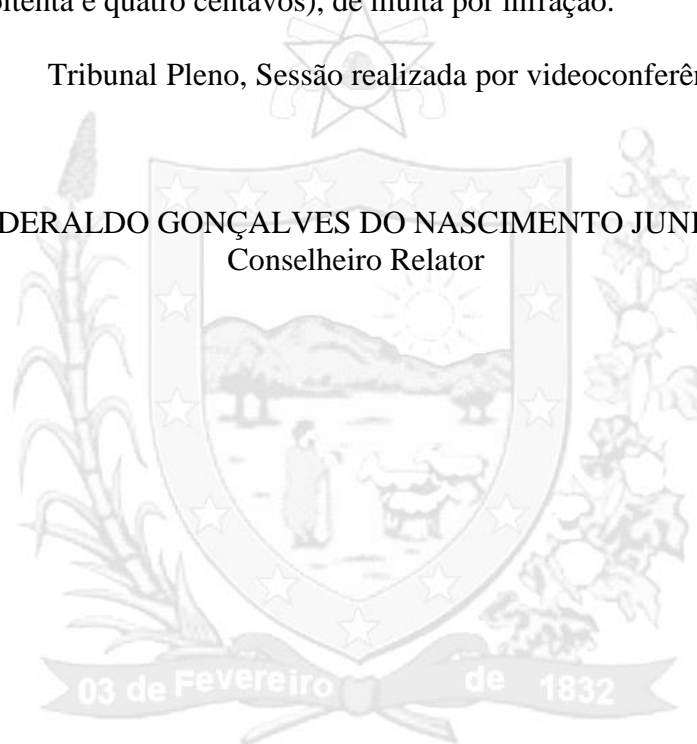 oitenta e quatro centavos), de multa por infração.
Tribunal Pleno, Sessão realizada por videoconferên
DERALDO GONÇALVES DO NASCIMENTO JUNI
Conselheiro Relator
03 de Fevereiro de 1832